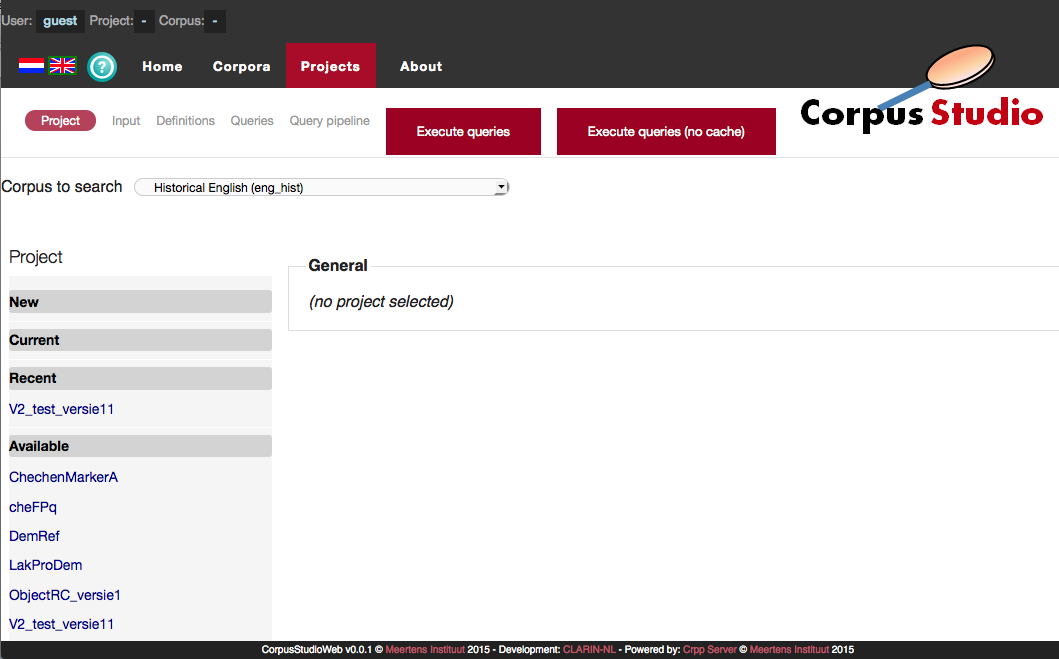 User: guest Project: - Corpus: -
? Home Corpora Projects About
Corpus Studio
Project Input Definitions Queries Query pipeline Execute queries Execute queries (no cache)
Corpus to search Historical English (eng_hist)
Project
General
(no project selected)
New
Current
Recent
V2_test_versie11
Available
ChechenMarkerA
cheFPq
DemRef
LakProDem
ObjectRC_versie1
V2_test_versie11
CorpusStudioWeb v0.0.1 © Meertens Instituut 2015 - Development: CLARIN-NL - Powered by: Crpp Server © Meertens Instituut 2015